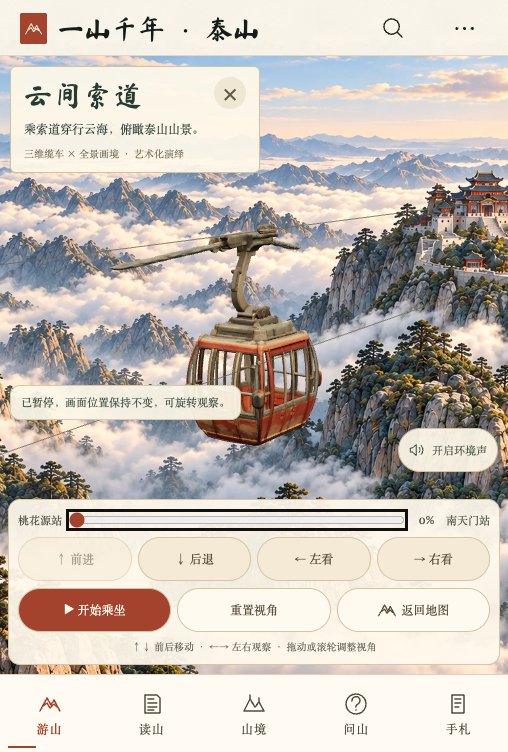 一山千年 · 泰山
云间索道
乘索道穿行云海，俯瞰泰山山景。
三维缆车 × 全景画境 · 艺术化演绎
已暂停，画面位置保持不变，可旋转观察。
开启环境声
桃花源站 0% 南天门站
↑ 前进 ↓ 后退 ← 左看 → 右看
▶ 开始乘坐 重置视角 返回地图
↑↓ 前后移动 · ←→ 左右观察 · 拖动或滚轮调整视角
游山 读山 山境 问山 手札